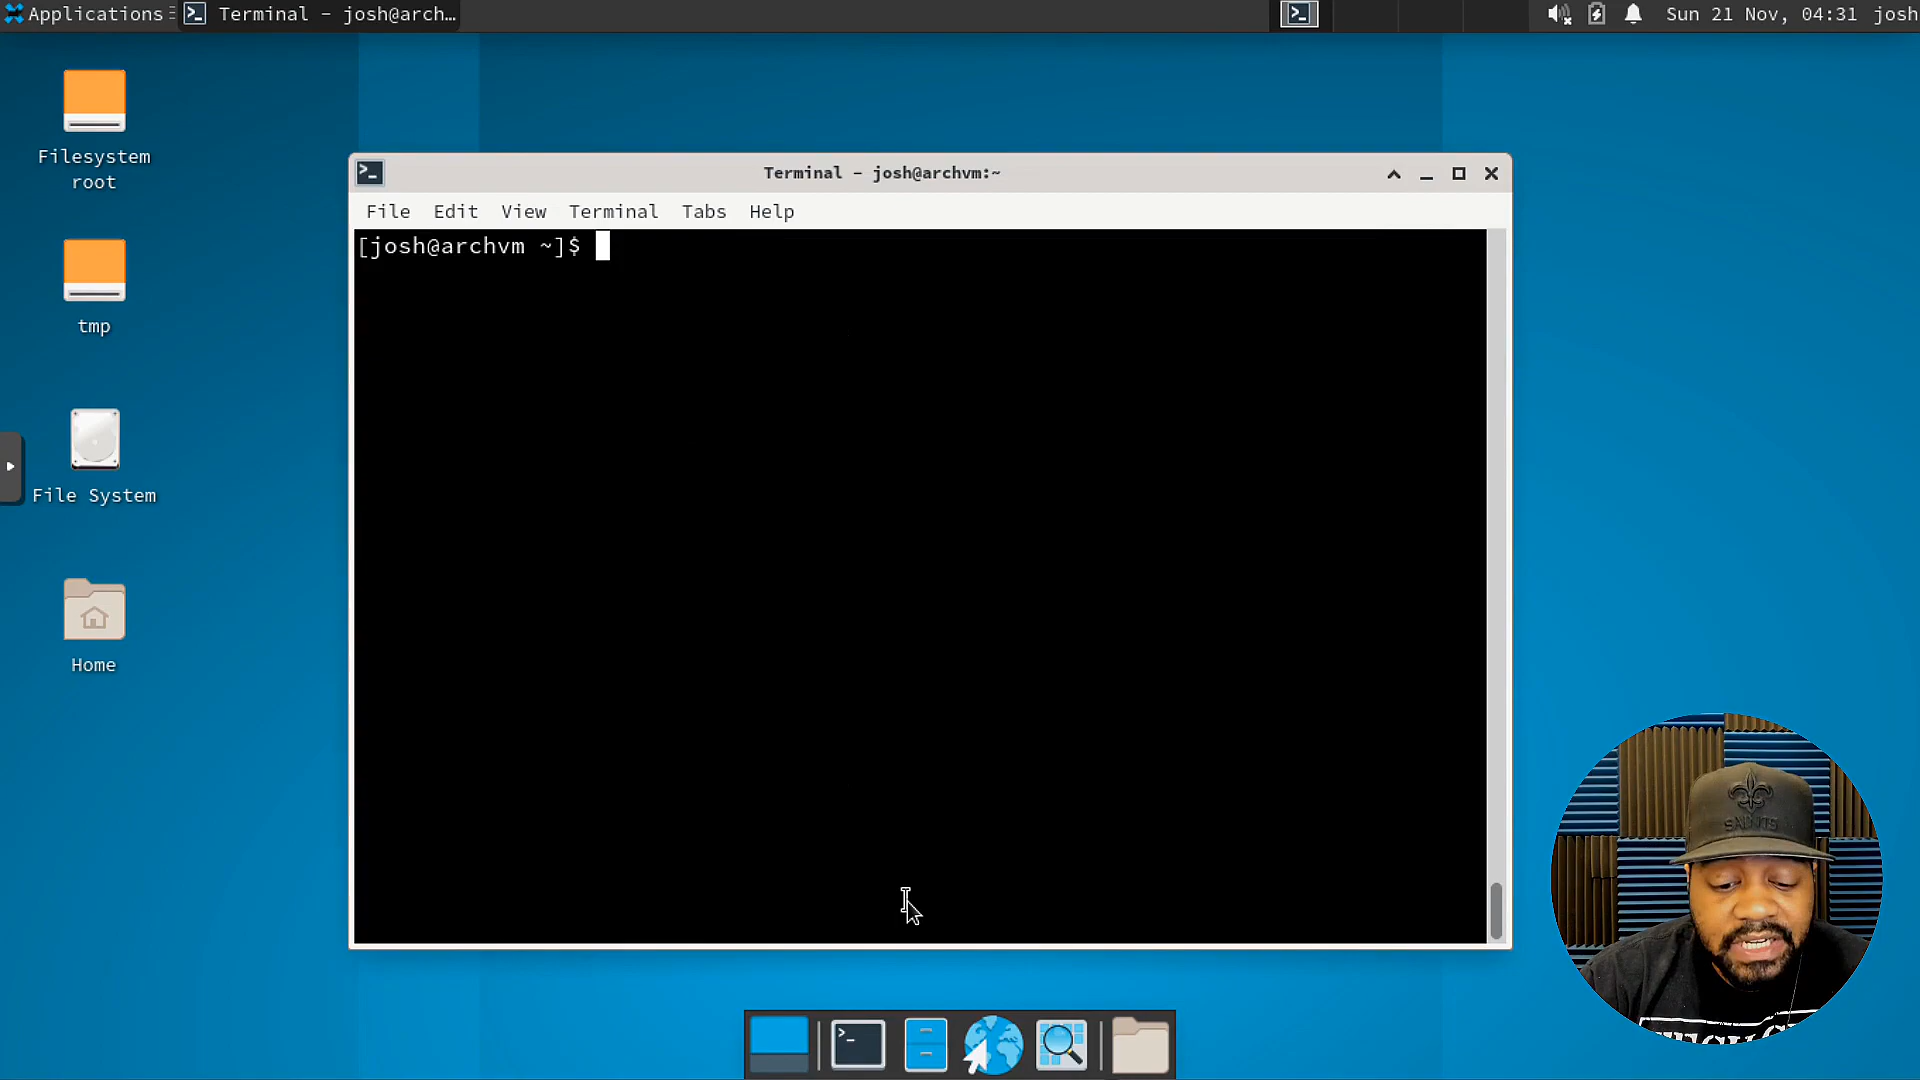 Applications
Terminal - josh@arch…
Sun 21 Nov, 04:31
josh
Filesystem
root
tmp
File System
Home
Terminal - josh@archvm:~
File Edit View Terminal Tabs Help
[josh@archvm ~]$
SAINTS